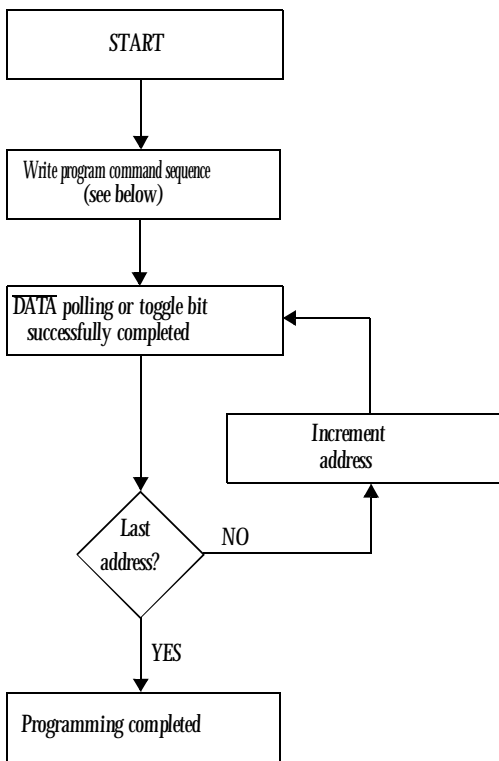 START
Write program command sequence
(see below)
DATA polling or toggle bit
successfully completed
Increment
address
Last
address?
NO
YES
Programming completed